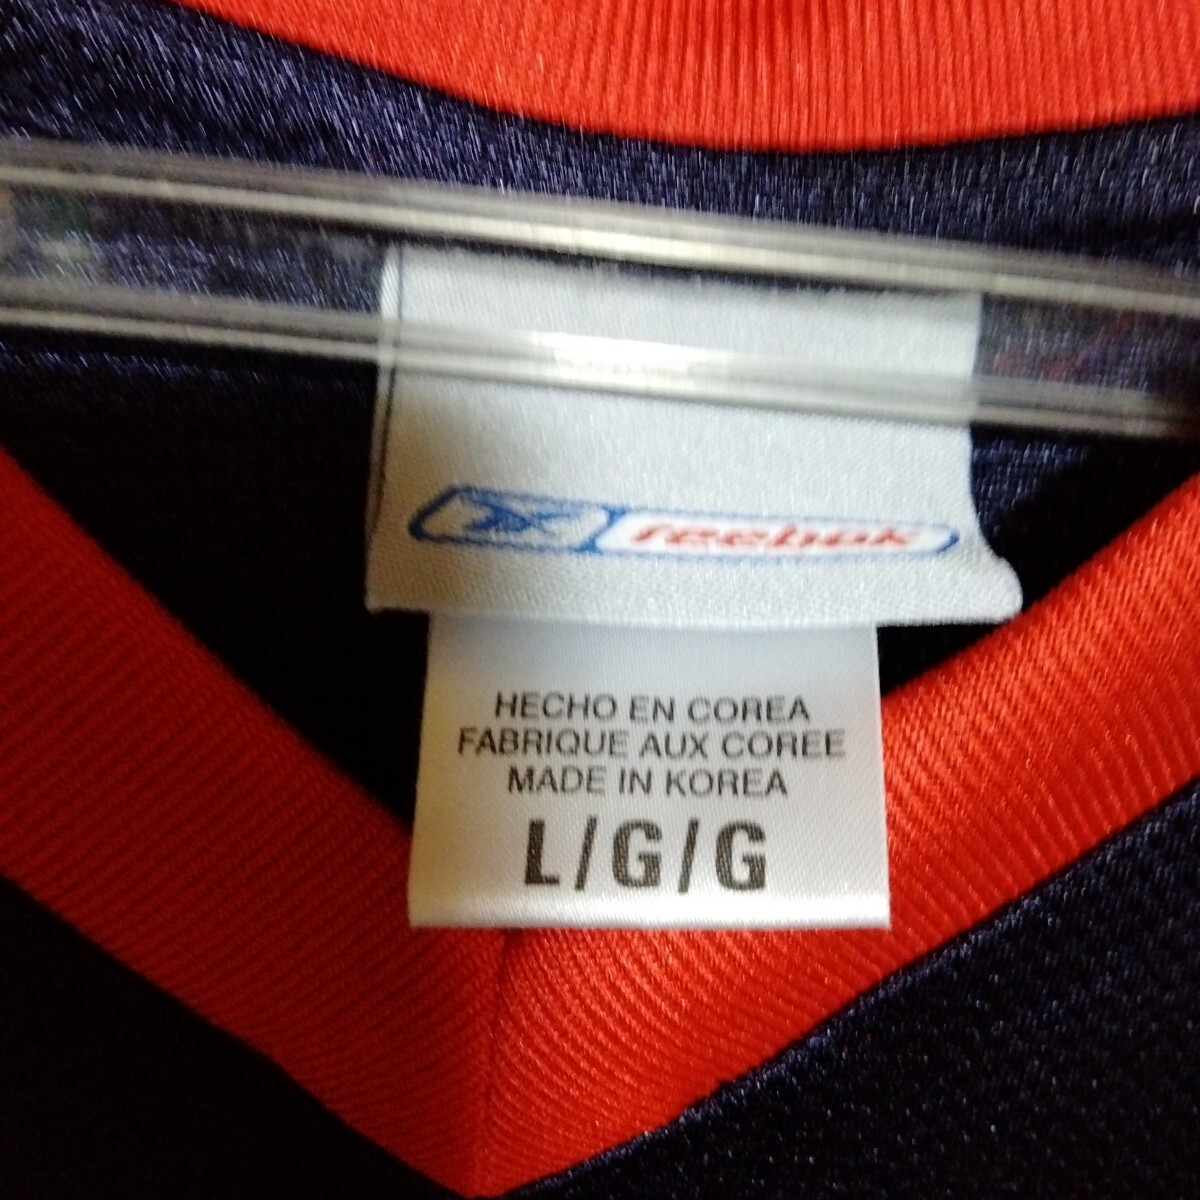 reebok
HECHO EN COREA
FABRIQUE AUX COREE
MADE IN KOREA
L/G/G